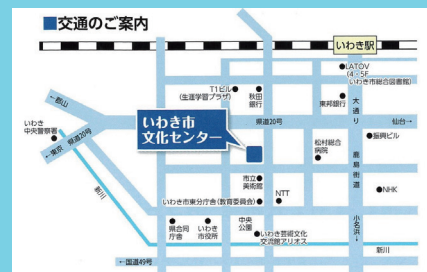 ■交通のご案内
いわき駅
LATOV
(4・5F
いわき市総合図書館)
T1ビル
(生涯学習プラザ)
秋田
銀行
東邦銀行
大通り
←郡山
県道20号
仙台→
いわき
中央警察署
県道20号
←東京
いわき市
文化センター
松村総合
病院
振興ビル
鹿島街道
市立
美術館
NHK
いわき市東分庁舎(教育委員会)
NTT
新川
県合同
庁舎
いわき
市役所
中央
公園
いわき芸術文化
交流館アリオス
小名浜→
新川
←国道49号